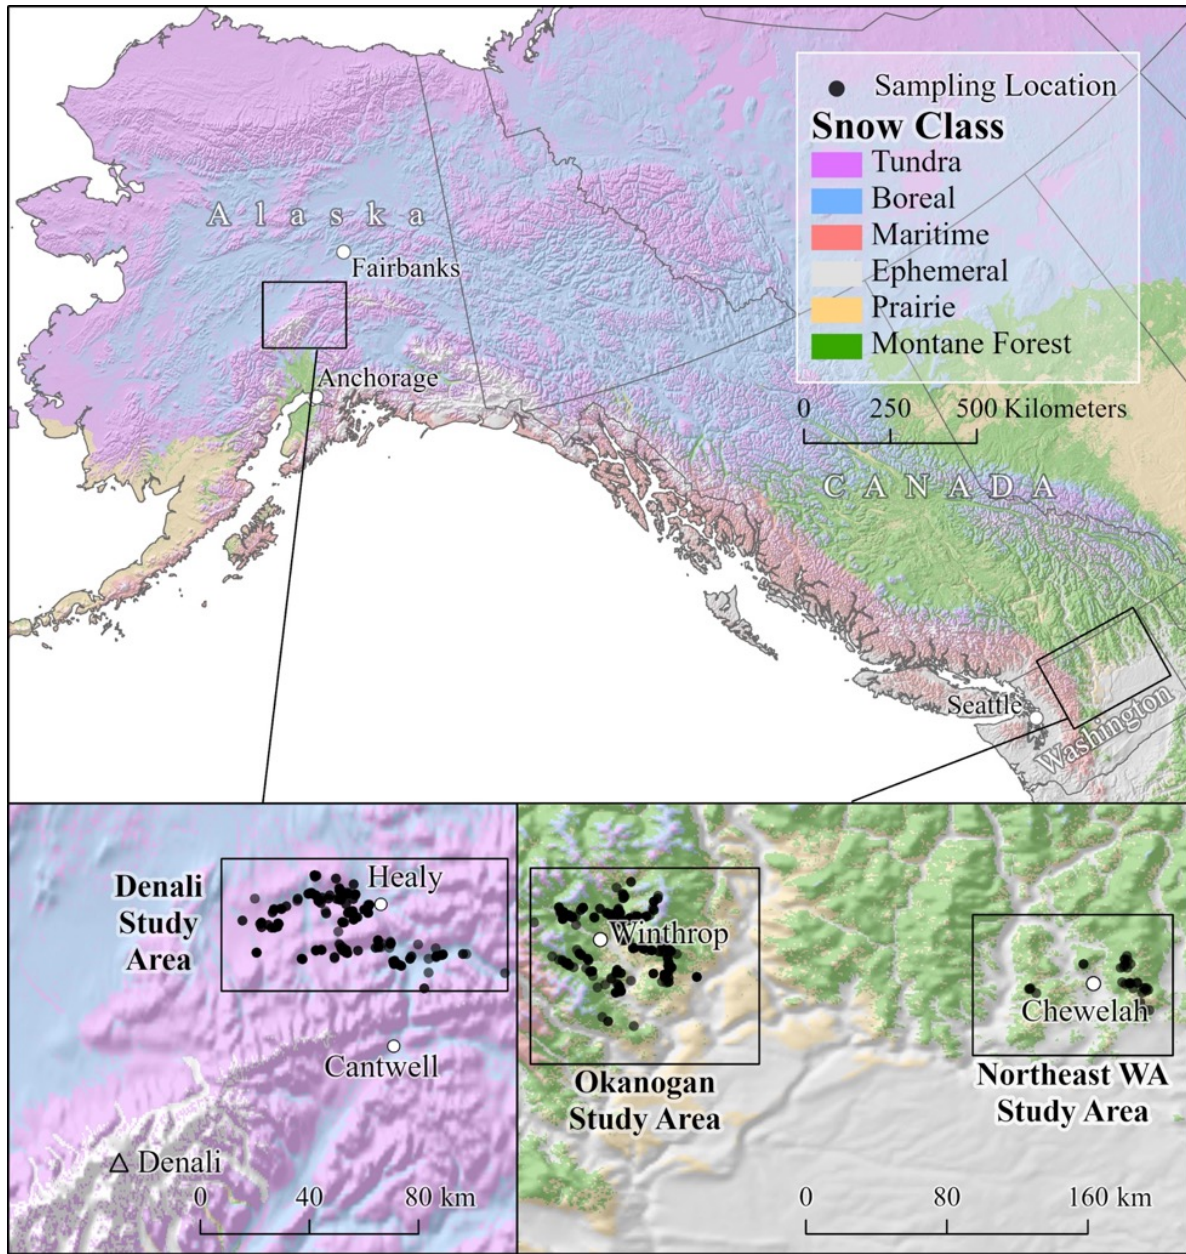 Sampling Location
Snow Class
Tundra
Boreal
Maritime
Ephemeral
Prairie
Montane Forest
0 250 500 Kilometers
Alaska
Fairbanks
Anchorage
CANADA
Seattle
Washington
Denali
Study
Area
Healy
Cantwell
Denali
0 40 80 km
Winthrop
Okanogan
Study Area
Chewelah
Northeast WA
Study Area
0 80 160 km